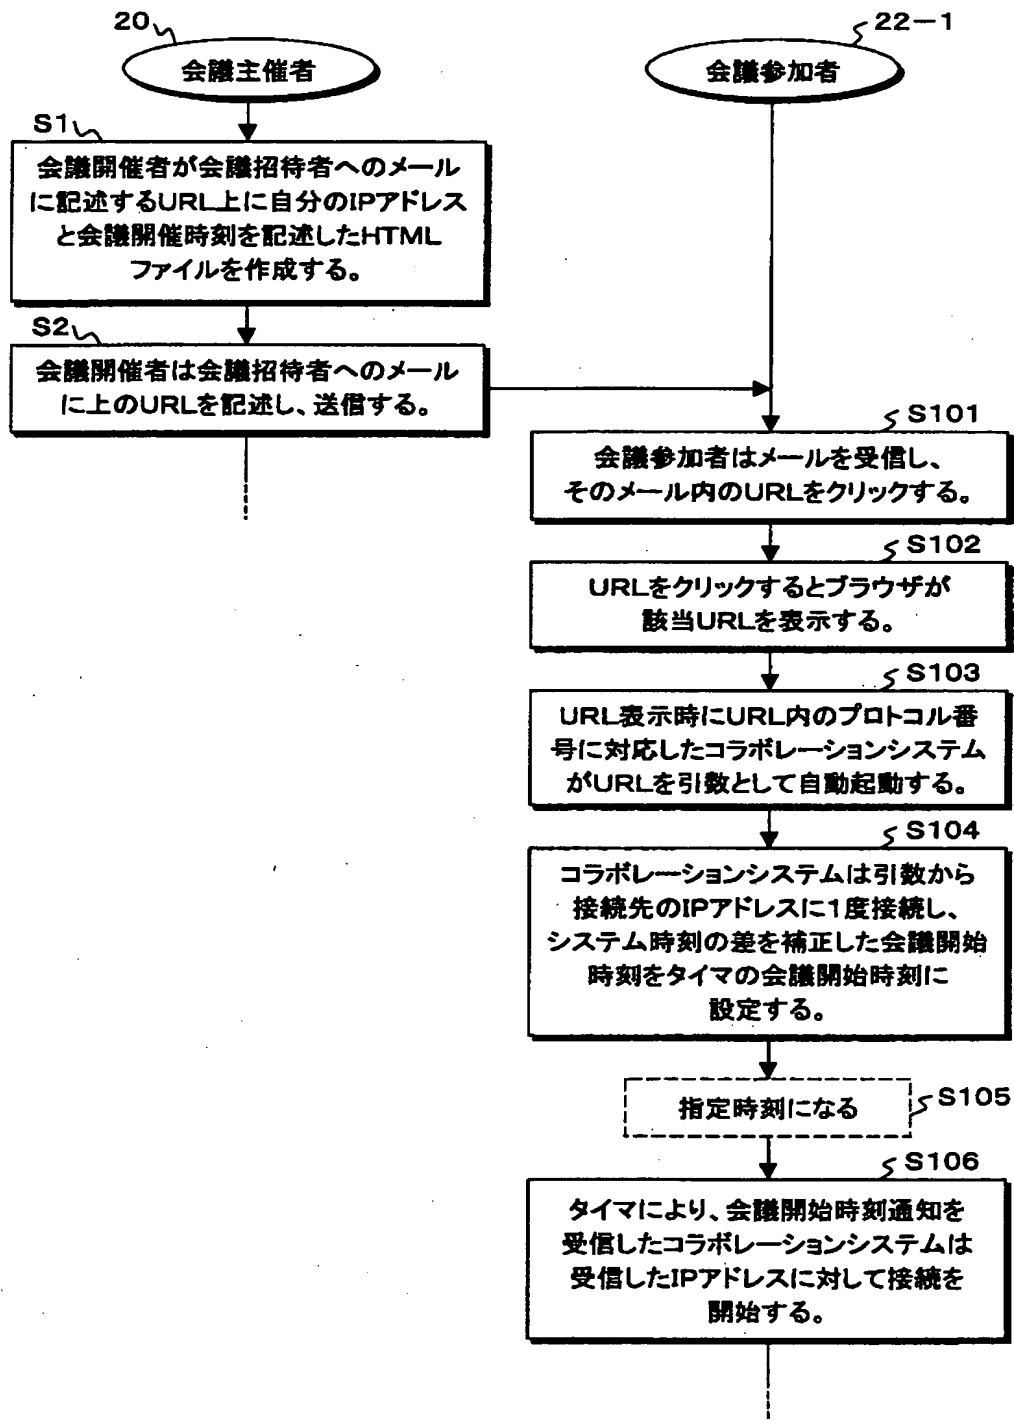 20
会議主催者
22-1
会議参加者
S1
会議開催者が会議招待者へのメール
に記述するURL上に自分のIPアドレス
と会議開催時刻を記述したHTML
ファイルを作成する。
S2
会議開催者は会議招待者へのメール
に上のURLを記述し、送信する。
S101
会議参加者はメールを受信し、
そのメール内のURLをクリックする。
S102
URLをクリックするとブラウザが
該当URLを表示する。
S103
URL表示時にURL内のプロトコル番
号に対応したコラボレーションシステム
がURLを引数として自動起動する。
S104
コラボレーションシステムは引数から
接続先のIPアドレスに1度接続し、
システム時刻の差を補正した会議開始
時刻をタイマの会議開始時刻に
設定する。
指定時刻になる
S105
S106
タイマにより、会議開始時刻通知を
受信したコラボレーションシステムは
受信したIPアドレスに対して接続を
開始する。